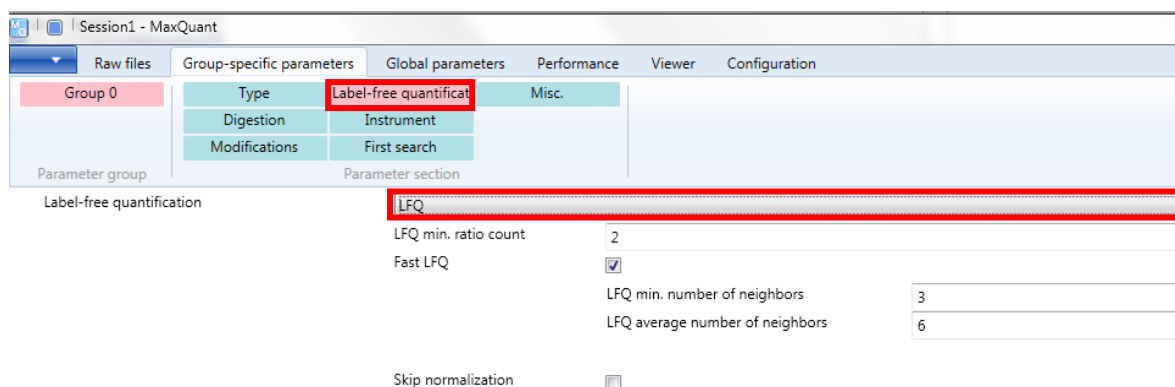 Session1 - MaxQuant
Raw files Group-specific parameters Global parameters Performance Viewer Configuration
Group 0 Type Label-free quantificat Misc.
Digestion Instrument
Modifications First search
Parameter group Parameter section
Label-free quantification LFQ
LFQ min. ratio count 2
Fast LFQ
LFQ min. number of neighbors 3
LFQ average number of neighbors 6
Skip normalization